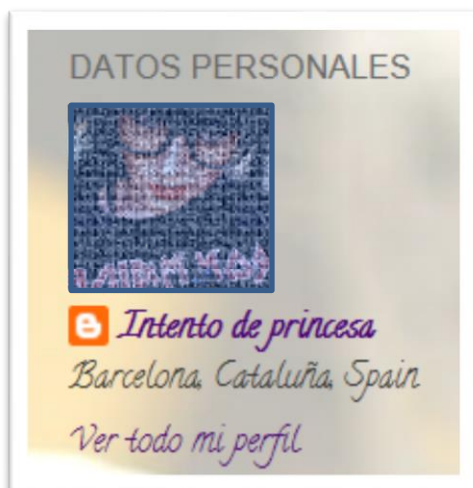 DATOS PERSONALES
Intento de princesa
Barcelona, Cataluña, Spain
Ver todo mi perfil